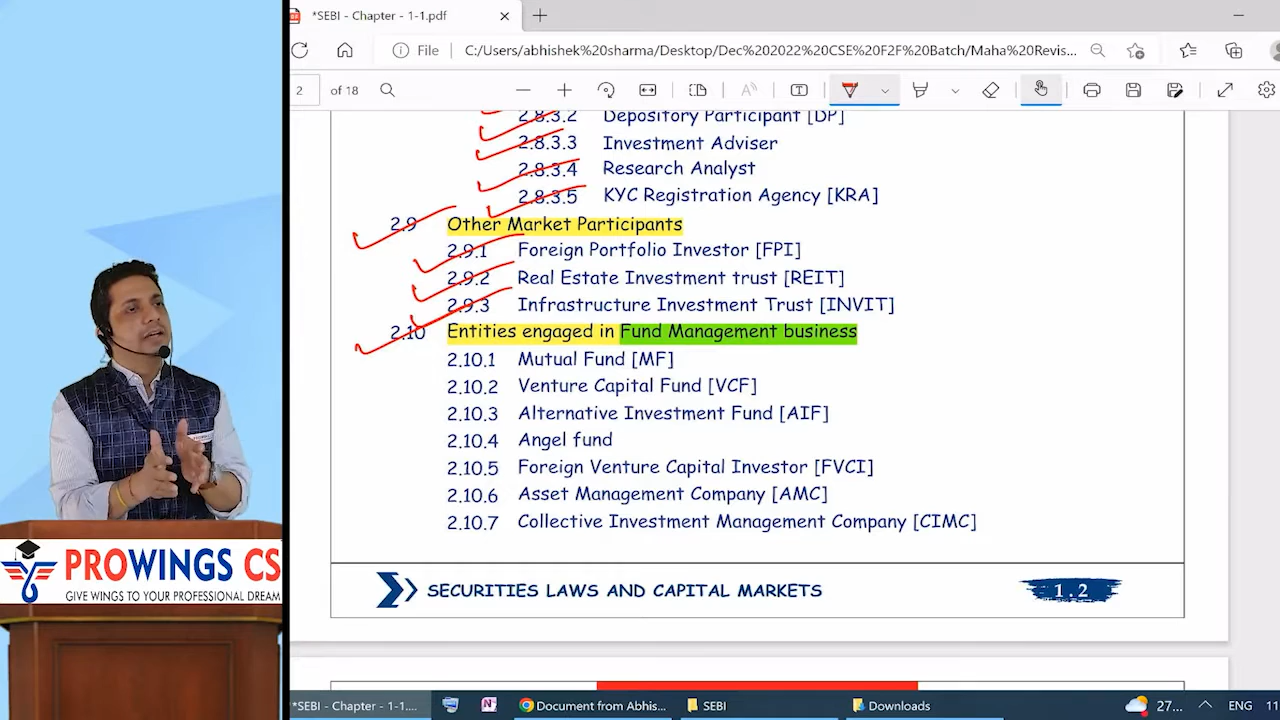 *SEBI - Chapter - 1-1.pdf
File C:/Users/abhishek%20sharma/Desktop/Dec%202022%20CSE%20F2F%20Batch/Maha%20Revis...
2 of 18
2.8.3.2 Depository Participant [DP]
2.8.3.3 Investment Adviser
2.8.3.4 Research Analyst
2.8.3.5 KYC Registration Agency [KRA]
2.9 Other Market Participants
2.9.1 Foreign Portfolio Investor [FPI]
2.9.2 Real Estate Investment trust [REIT]
2.9.3 Infrastructure Investment Trust [INVIT]
2.10 Entities engaged in Fund Management business
2.10.1 Mutual Fund [MF]
2.10.2 Venture Capital Fund [VCF]
2.10.3 Alternative Investment Fund [AIF]
2.10.4 Angel fund
2.10.5 Foreign Venture Capital Investor [FVCI]
2.10.6 Asset Management Company [AMC]
2.10.7 Collective Investment Management Company [CIMC]
SECURITIES LAWS AND CAPITAL MARKETS 1.2
PROWINGS CS
GIVE WINGS TO YOUR PROFESSIONAL DREAM
*SEBI - Chapter - 1-1.... Document from Abhis... SEBI Downloads 27... ENG 11